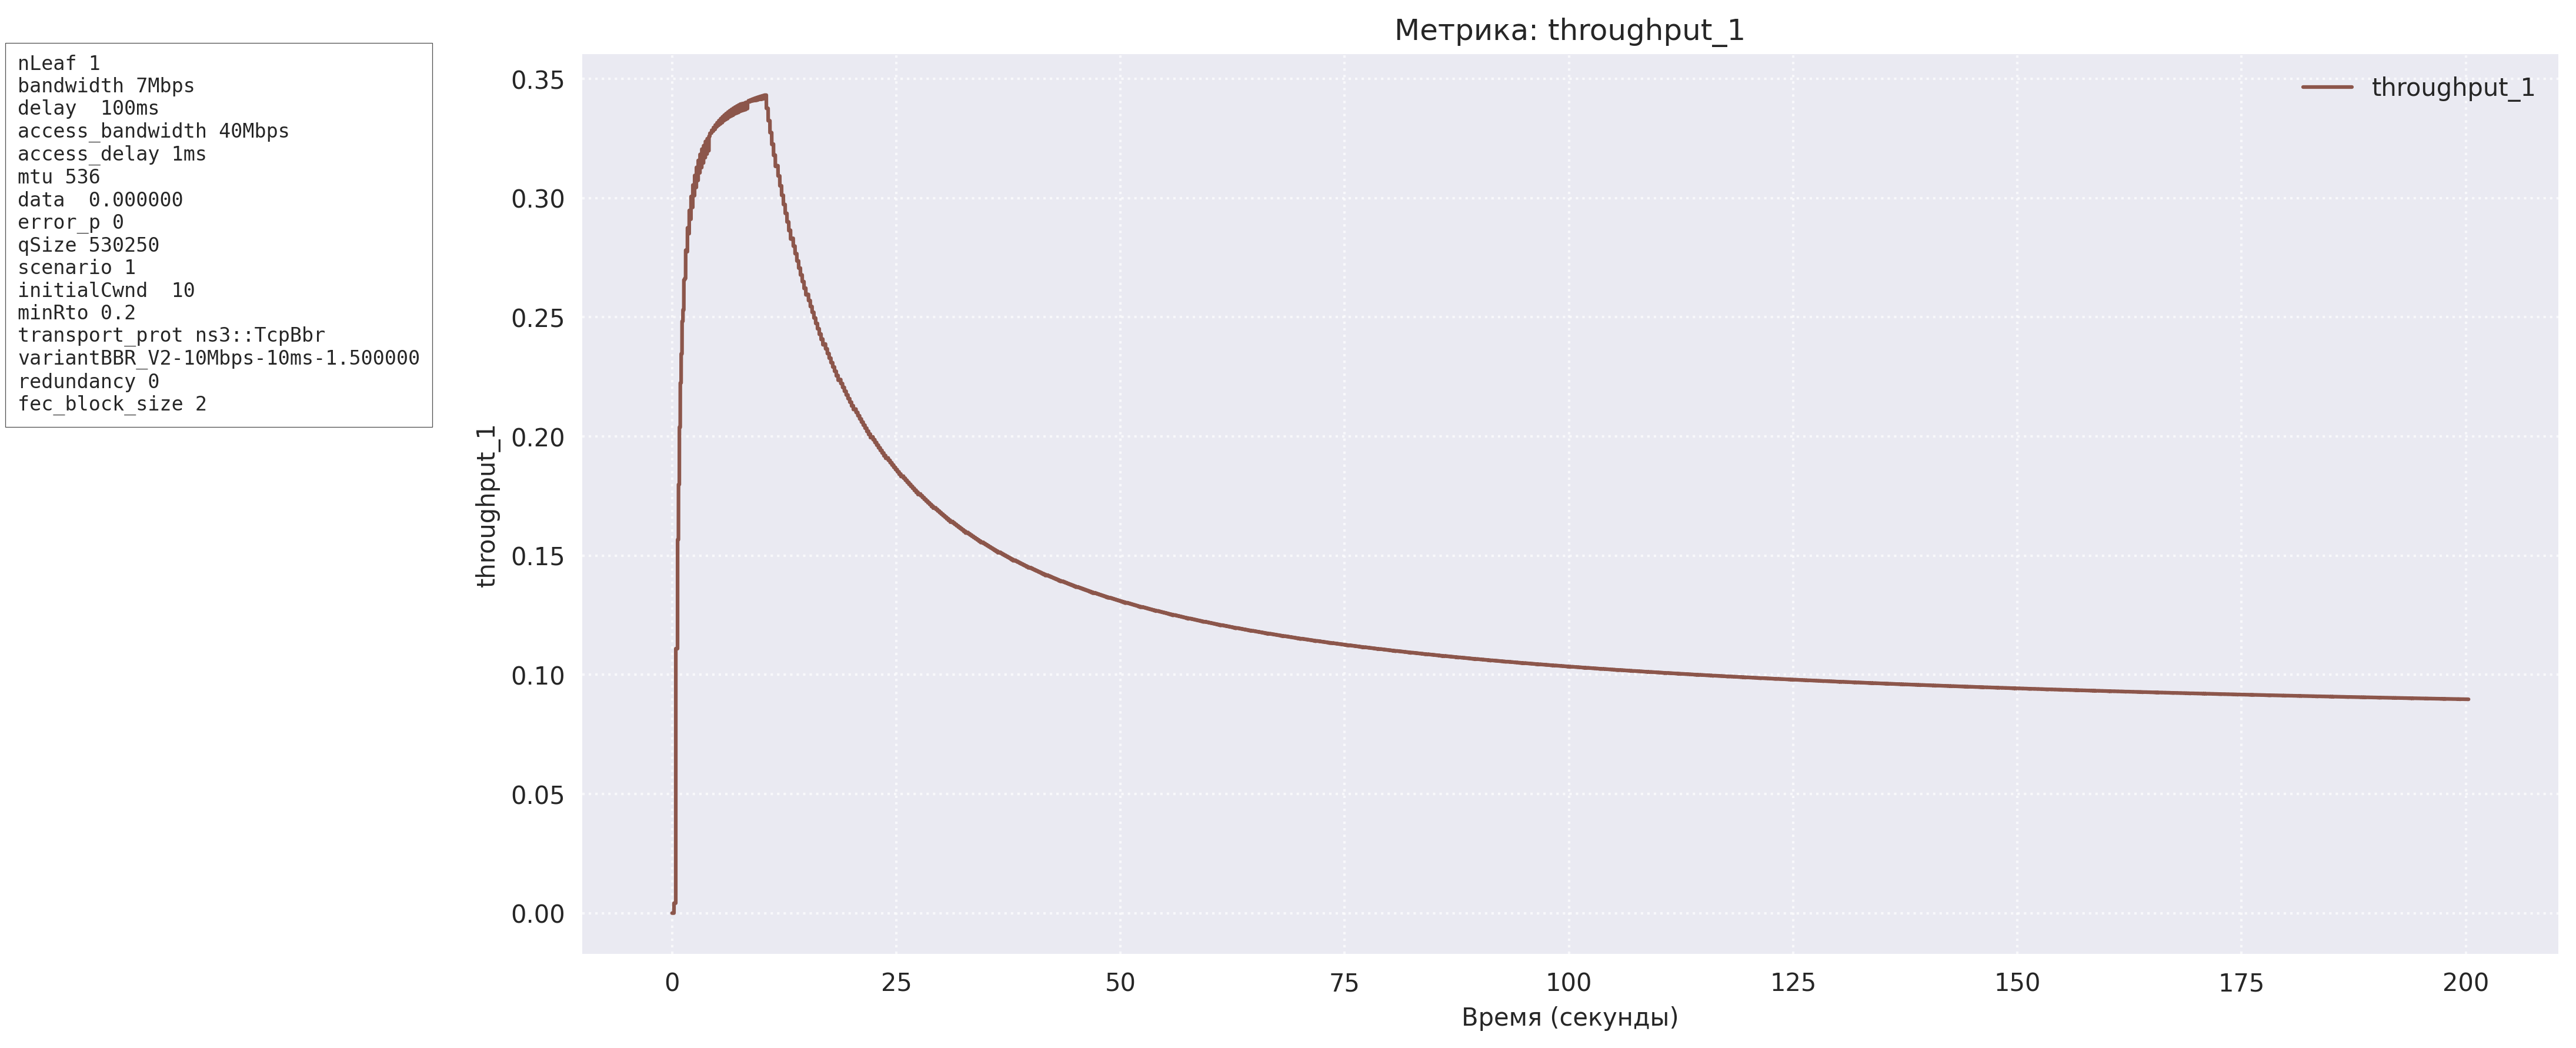 Метрика: throughput_1
nLeaf 1
bandwidth 7Mbps
delay  100ms
access_bandwidth 40Mbps
access_delay 1ms
mtu 536
data  0.000000
error_p 0
qSize 530250
scenario 1
initialCwnd  10
minRto 0.2
transport_prot ns3::TcpBbr
variantBBR_V2-10Mbps-10ms-1.500000
redundancy 0
fec_block_size 2
throughput_1
0.35
0.30
0.25
0.20
0.15
0.10
0.05
0.00
throughput_1
0 25 50 75 100 125 150 175 200
Время (секунды)